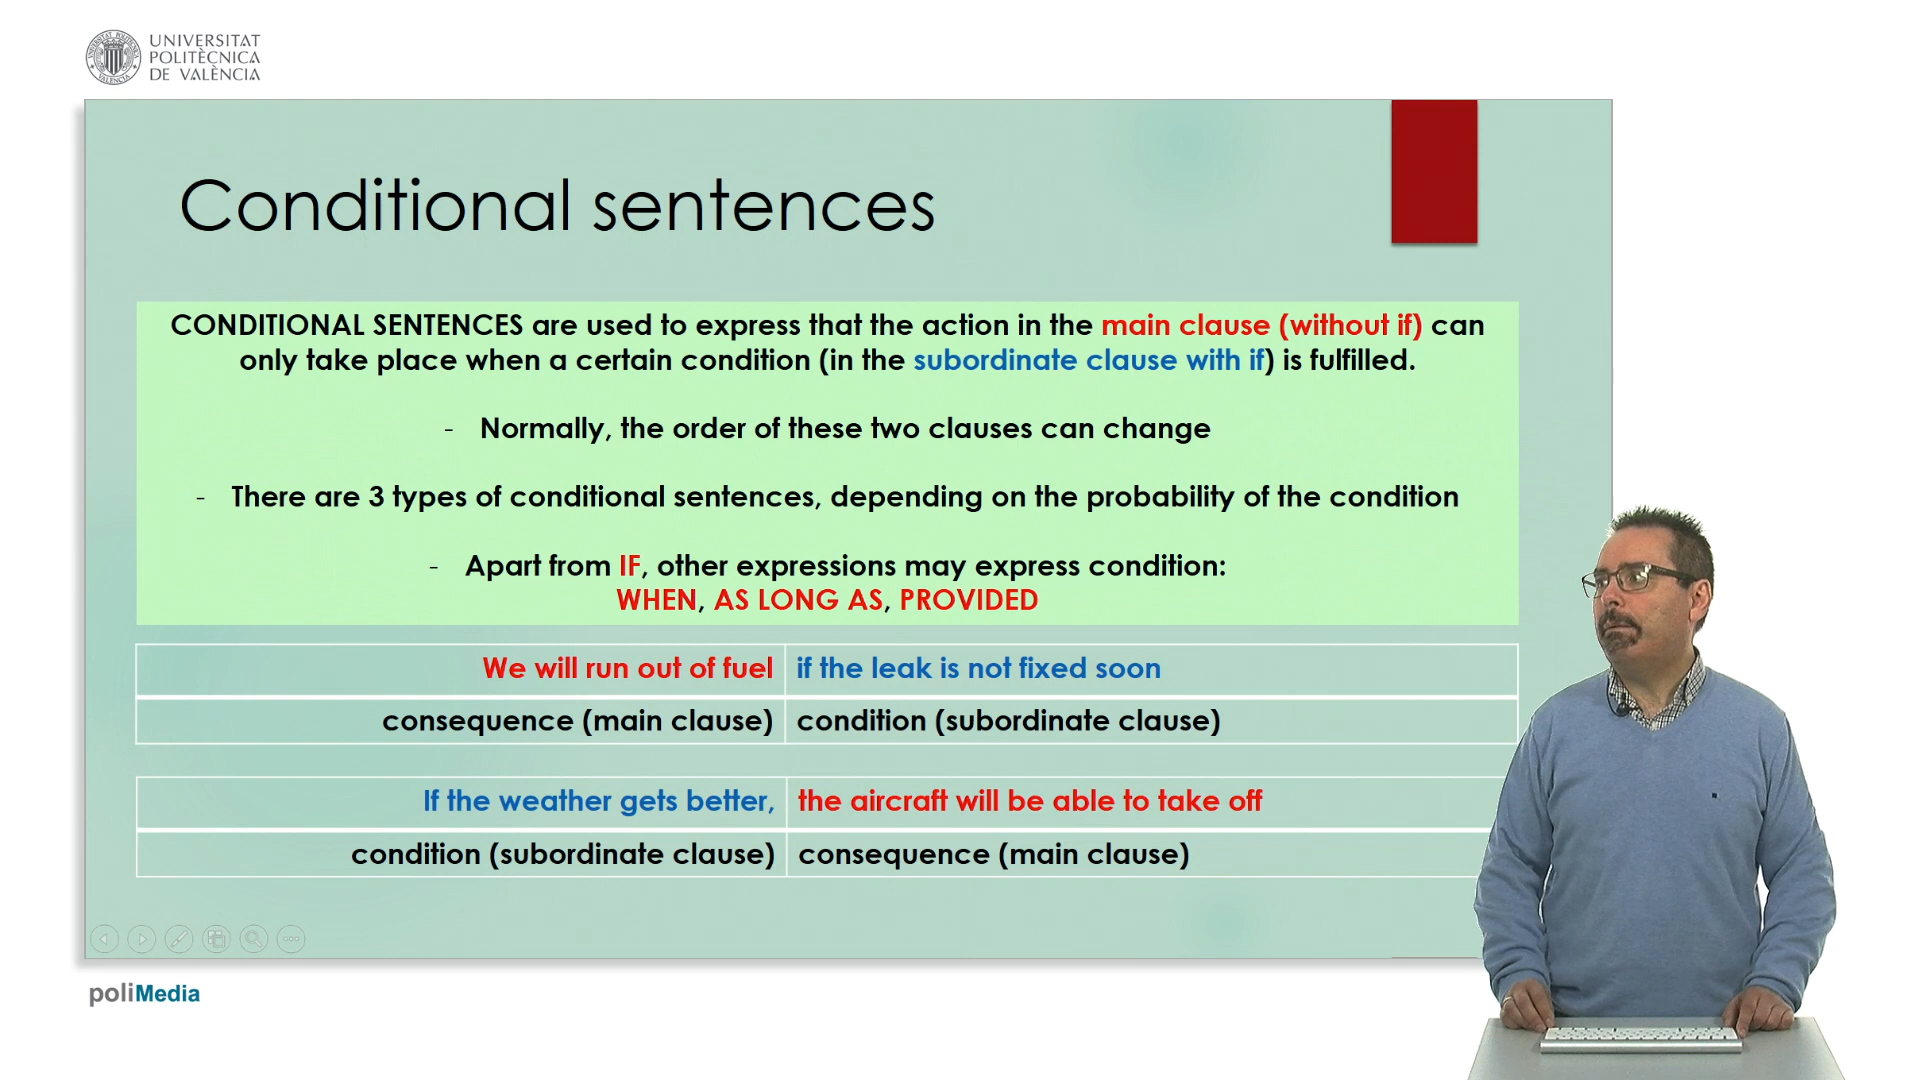 UNIVERSITAT
POLITÈCNICA
DE VALÈNCIA
Conditional sentences
CONDITIONAL SENTENCES are used to express that the action in the main clause (without if) can
only take place when a certain condition (in the subordinate clause with if) is fulfilled.
- Normally, the order of these two clauses can change
- There are 3 types of conditional sentences, depending on the probability of the condition
- Apart from IF, other expressions may express condition:
WHEN, AS LONG AS, PROVIDED
We will run out of fuel if the leak is not fixed soon
consequence (main clause) condition (subordinate clause)
If the weather gets better, the aircraft will be able to take off
condition (subordinate clause) consequence (main clause)
poliMedia